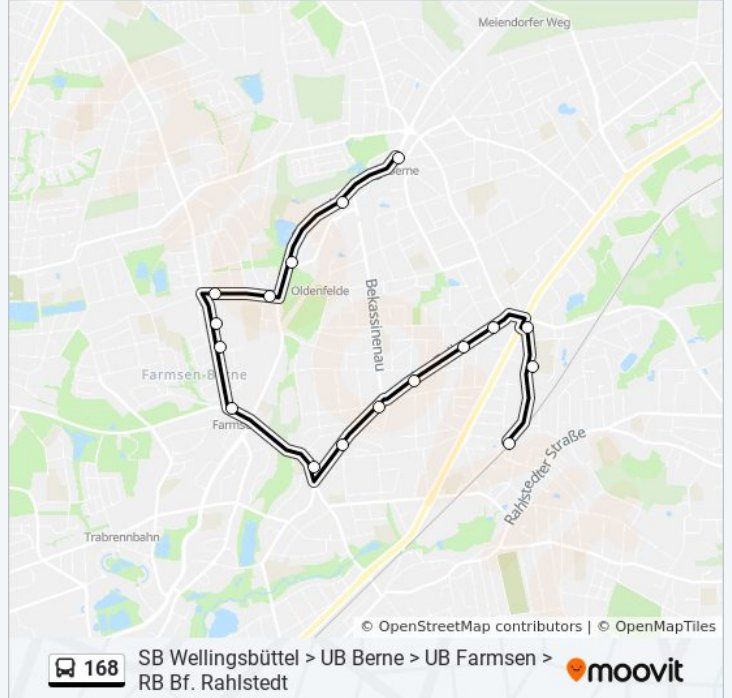 Meiendorfer Weg
Berne
Oldenfelde
Bekassinenau
Farmsen-Berne
Trabrennbahn
Rahlstedter Straße
© OpenStreetMap contributors | © OpenMapTiles
168
SB Wellingsbüttel > UB Berne > UB Farmsen >
RB Bf. Rahlstedt
moovit